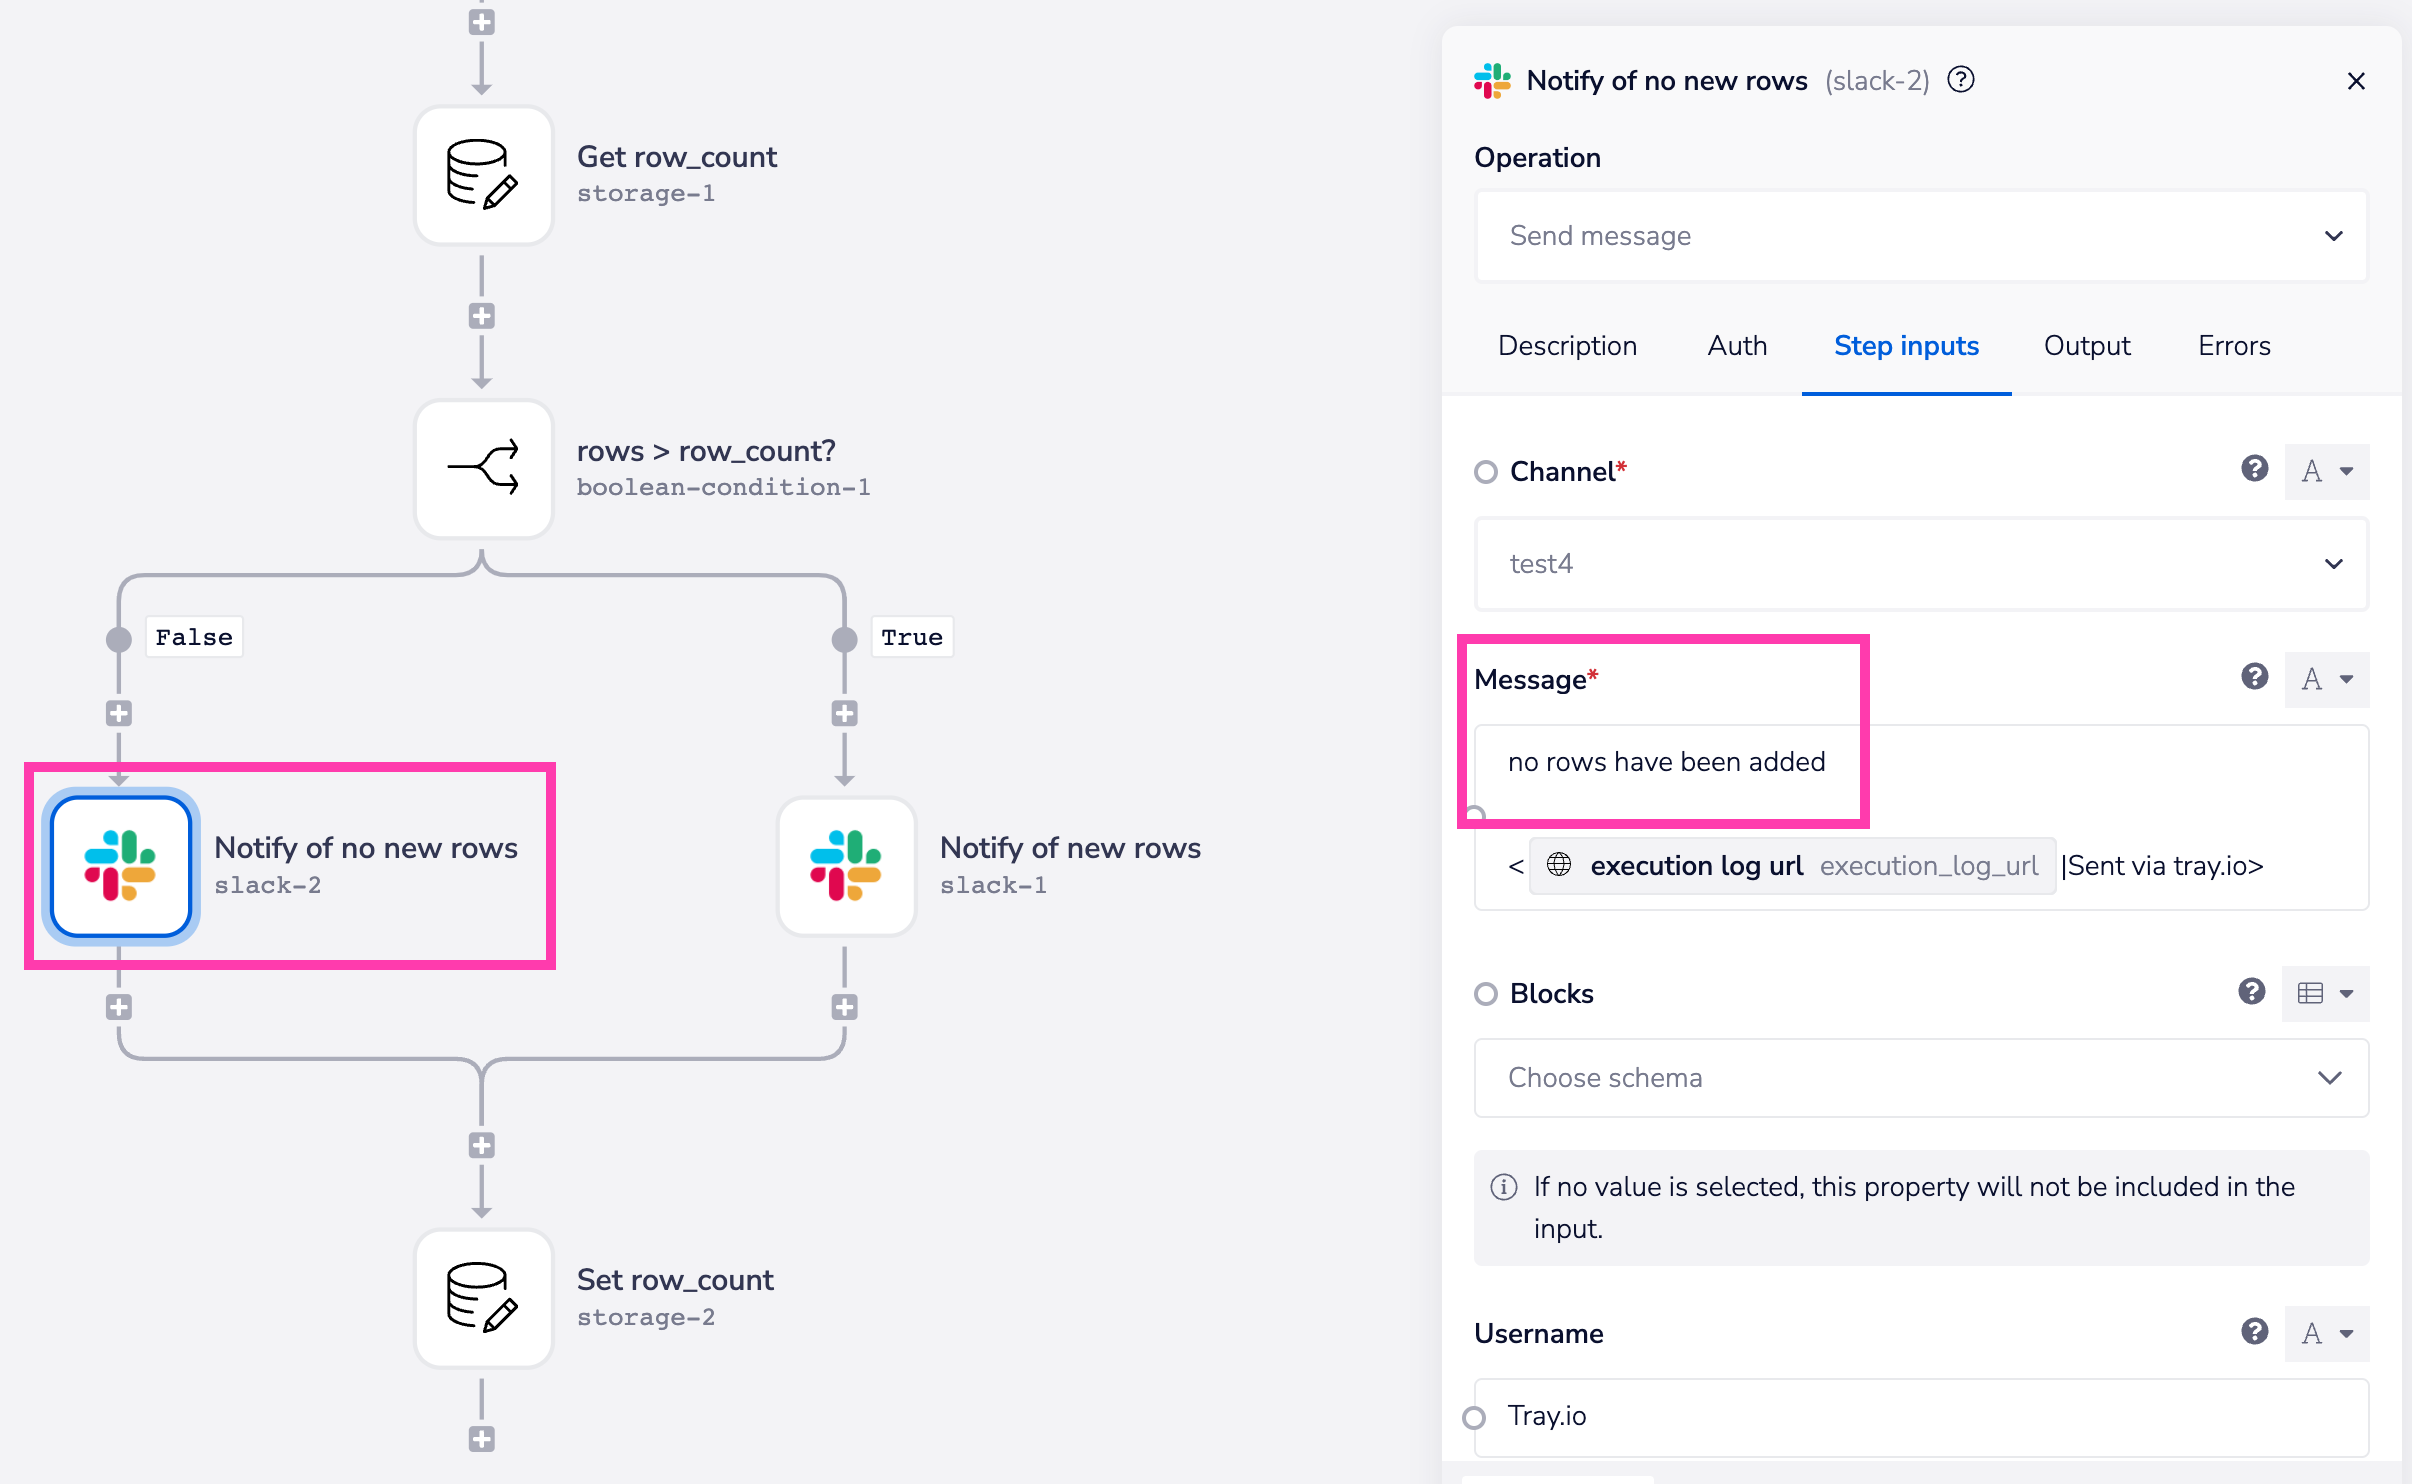 Get row_count
storage-1
rows > row_count?
boolean-condition-1
False
True
Notify of no new rows
slack-2
Notify of new rows
slack-1
Set row_count
storage-2
Notify of no new rows (slack-2) ?
Operation
Send message
Description Auth Step inputs Output Errors
Channel* ? A
test4
Message* ? A
no rows have been added
< execution log url execution_log_url |Sent via tray.io>
Blocks ?
Choose schema
i If no value is selected, this property will not be included in the
input.
Username ? A
Tray.io